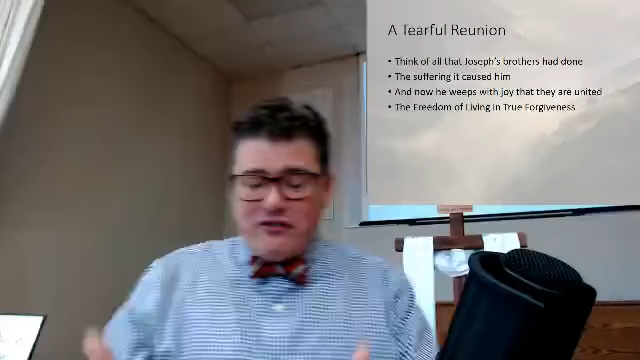 A Tearful Reunion
• Think of all that Joseph's brothers had done
• The suffering it caused him
• And now he weeps with joy that they are united
• The Freedom of Living in True Forgiveness